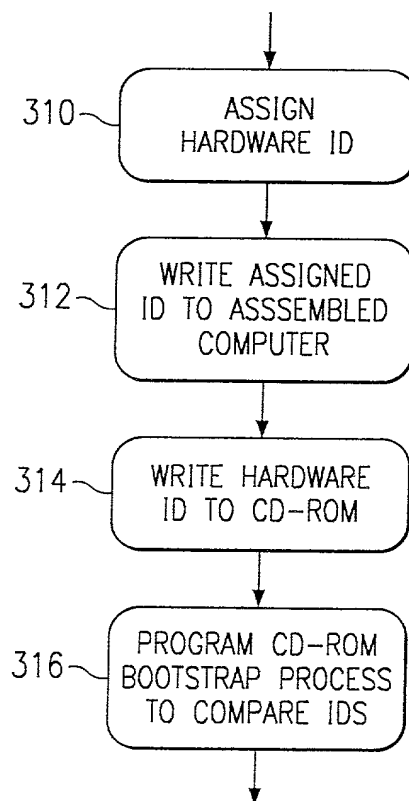 310
ASSIGN
HARDWARE ID
312
WRITE ASSIGNED
ID TO ASSSEMBLED
COMPUTER
314
WRITE HARDWARE
ID TO CD-ROM
316
PROGRAM CD-ROM
BOOTSTRAP PROCESS
TO COMPARE IDS